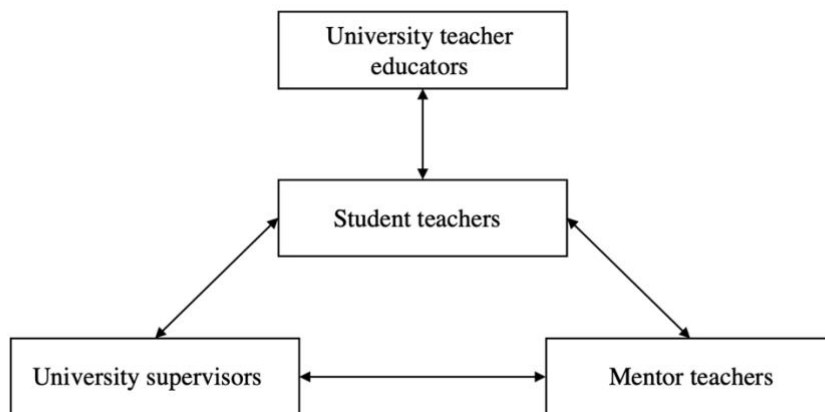 University teacher
educators
Student teachers
University supervisors
Mentor teachers